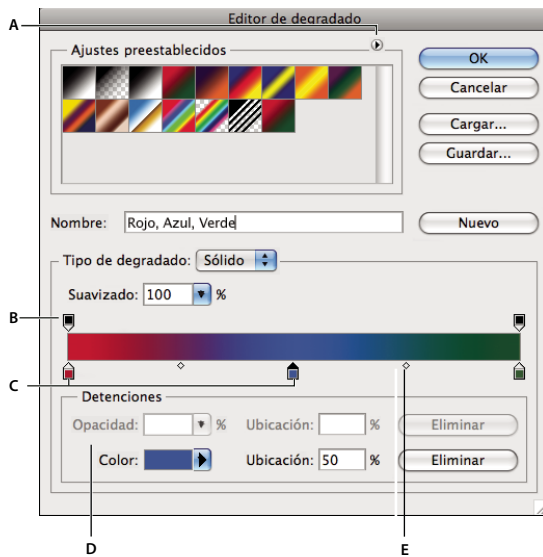 Editor de degradado
A
Ajustes preestablecidos
OK
Cancelar
Cargar...
Guardar...
Nombre: Rojo, Azul, Verde Nuevo
Tipo de degradado: Sólido
Suavizado: 100 %
B
C
Detenciones
Opacidad: % Ubicación: % Eliminar
Color: Ubicación: 50 % Eliminar
D E